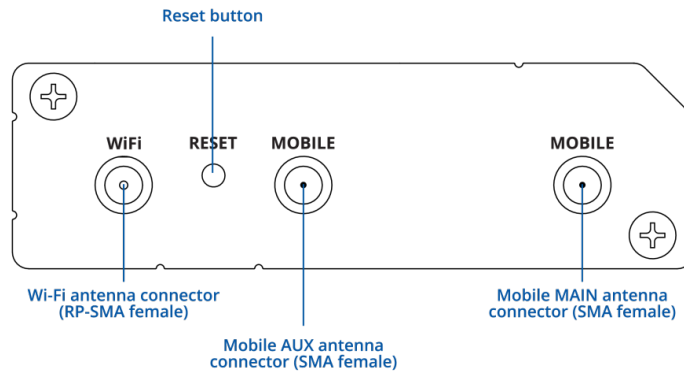 Reset button
WiFi
RESET
MOBILE
MOBILE
Wi-Fi antenna connector
(RP-SMA female)
Mobile AUX antenna
connector (SMA female)
Mobile MAIN antenna
connector (SMA female)